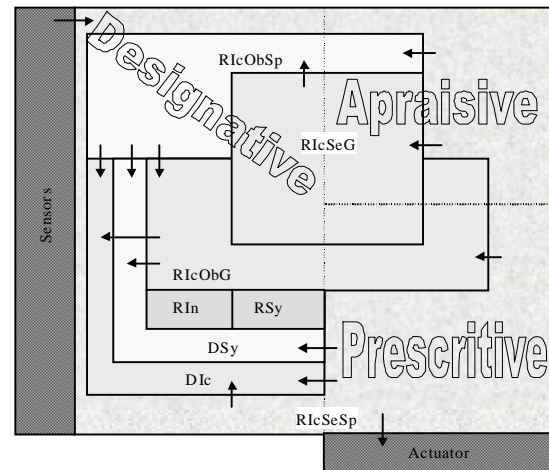 Designative
RIcObSp
Apraisive
RIcSeG
Sensors
RIcObG
RIn
RSy
Prescritive
DSy
DIc
RIcSeSp
Actuator